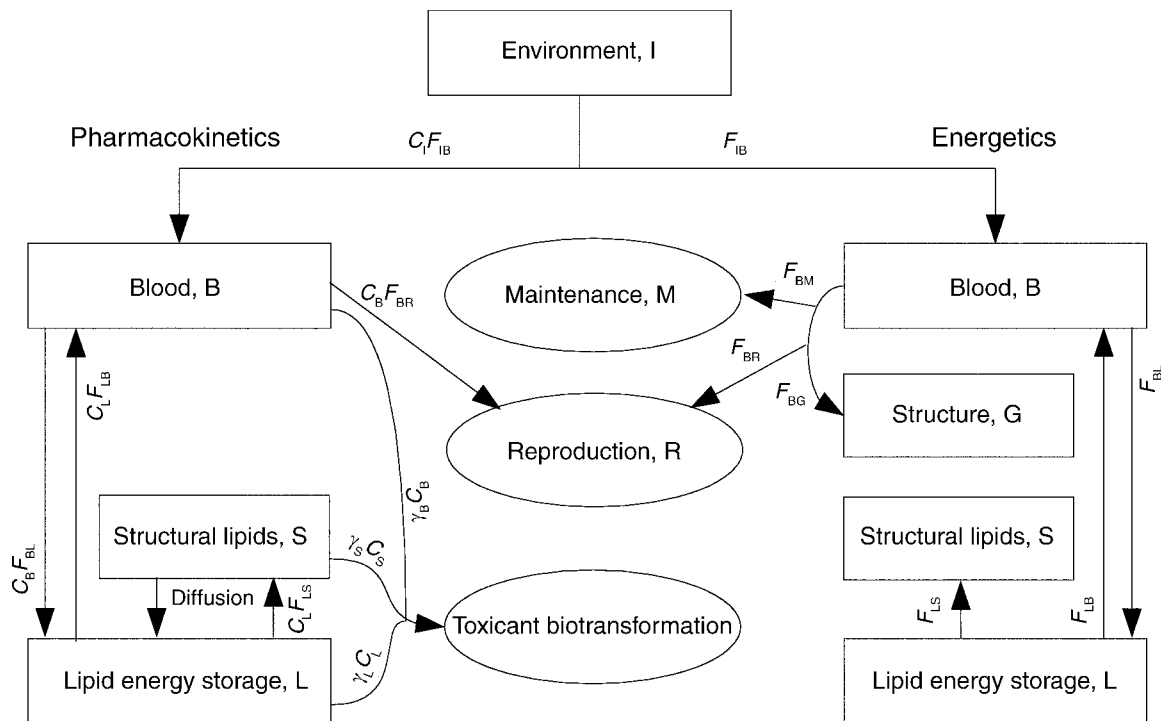 Environment, I
Pharmacokinetics
C_I F_IB
F_IB
Energetics
Blood, B
C_B F_BR
Maintenance, M
F_BM
Blood, B
C_L F_LB
F_BR
F_BL
F_BG
Structure, G
Reproduction, R
γ_B C_B
C_B F_BL
Structural lipids, S
γ_S C_S
Structural lipids, S
Diffusion
C_L F_LS
Toxicant biotransformation
F_LS
F_LB
Lipid energy storage, L
γ_L C_L
Lipid energy storage, L